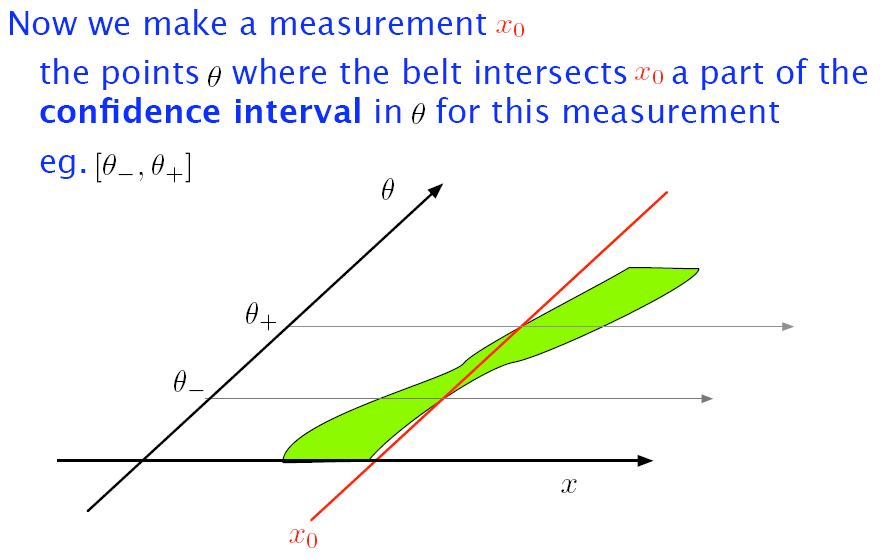 Now we make a measurement x₀
the points θ where the belt intersects x₀ a part of the
confidence interval in θ for this measurement
eg. [θ₋, θ₊]
θ
θ₊
θ₋
x
x₀